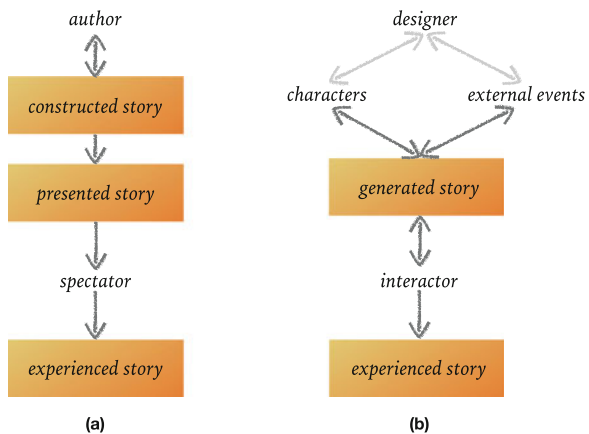 author
constructed story
presented story
spectator
experienced story
(a)
designer
characters
external events
generated story
interactor
experienced story
(b)